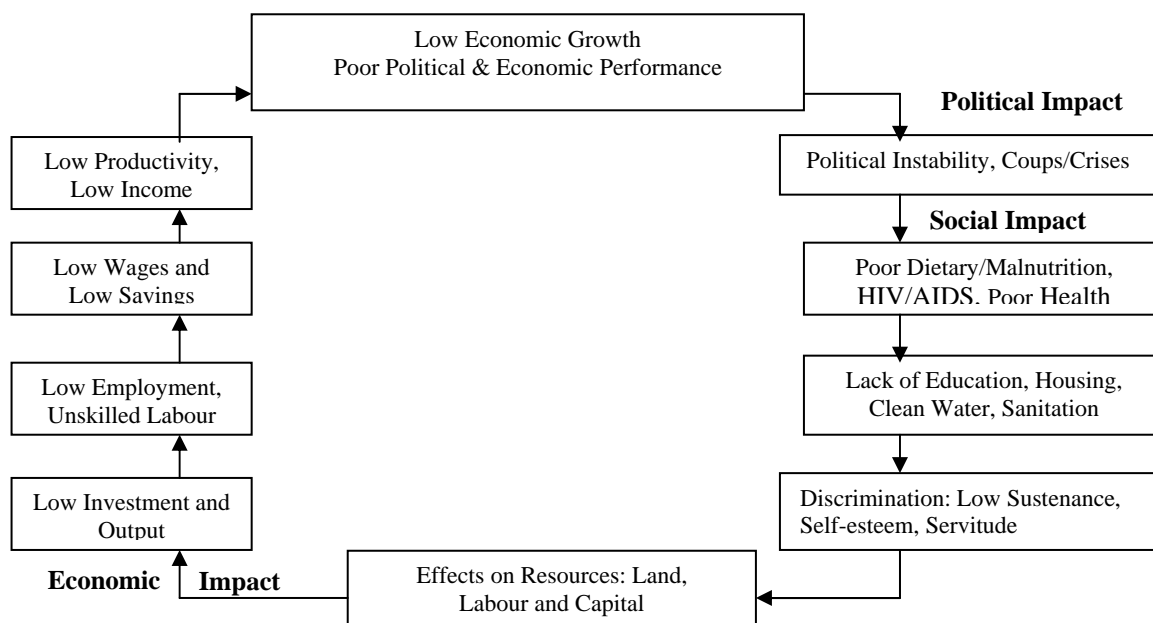 Low Economic Growth
Poor Political & Economic Performance
Political Impact
Political Instability, Coups/Crises
Social Impact
Poor Dietary/Malnutrition,
HIV/AIDS, Poor Health
Lack of Education, Housing,
Clean Water, Sanitation
Discrimination: Low Sustenance,
Self-esteem, Servitude
Effects on Resources: Land,
Labour and Capital
Economic Impact
Low Investment and
Output
Low Employment,
Unskilled Labour
Low Wages and
Low Savings
Low Productivity,
Low Income